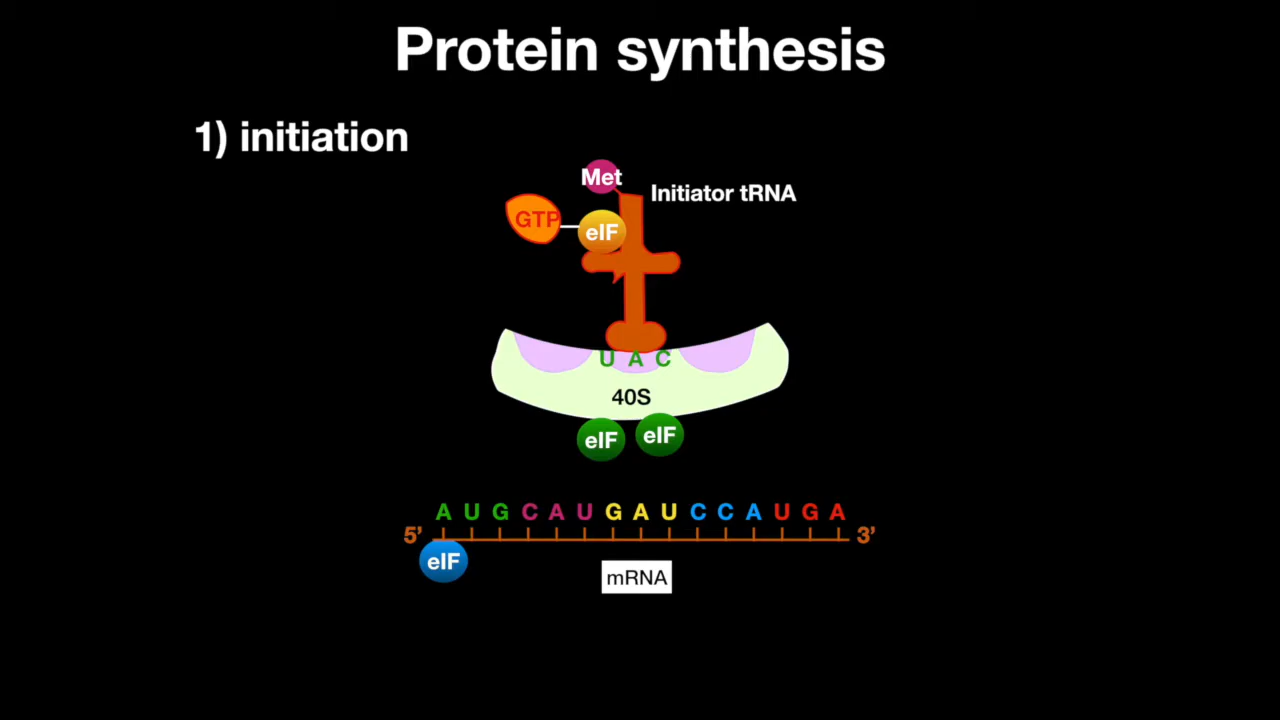 Protein synthesis
1) initiation
Met
Initiator tRNA
GTP
eIF
U A C
40S
eIF eIF
A U G C A U G A U C C A U G A
5’ 3’
eIF
mRNA